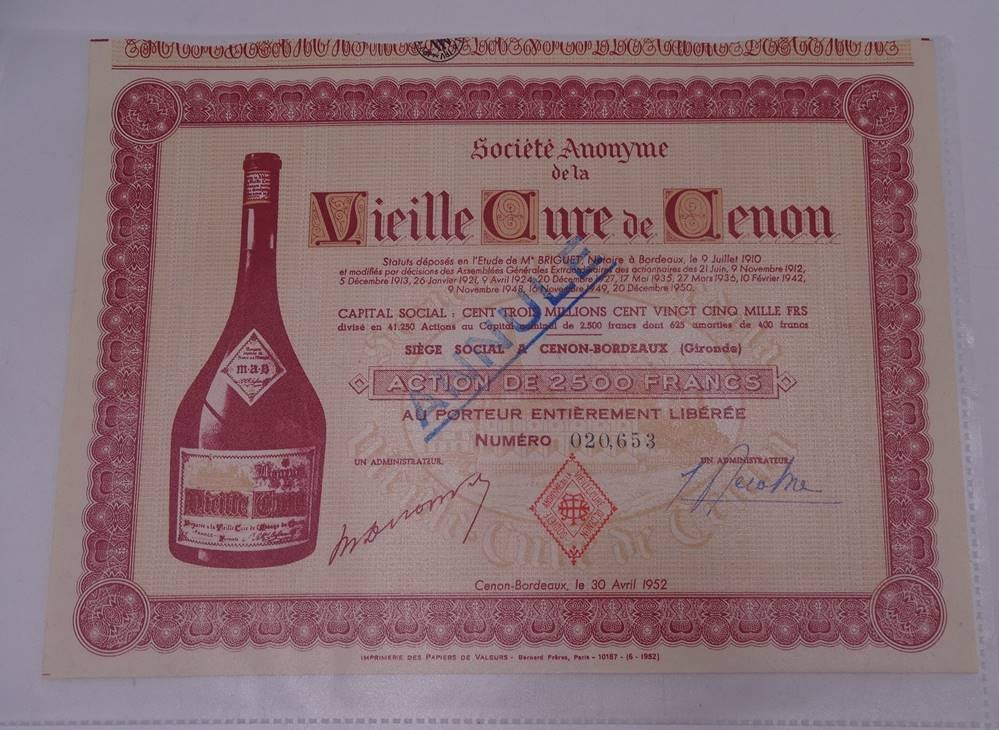 Société Anonyme
de la
Vieille Cure de Cenon
Statuts déposés en l'Etude de Mᵉ BRIGUET, Notaire à Bordeaux, le 9 Juillet 1910
et modifiés par décisions des Assemblées Générales Extraordinaires des actionnaires des 21 Juin, 9 Novembre 1912,
5 Décembre 1913, 26 Janvier 1921, 9 Avril 1924, 20 Décembre 1927, 17 Mai 1935, 27 Mars 1936, 10 Février 1942,
9 Novembre 1948, 16 Novembre 1949, 20 Décembre 1950.
CAPITAL SOCIAL : CENT TROIS MILLIONS CENT VINGT CINQ MILLE FRS
divisé en 41.250 Actions au Capital nominal de 2.500 francs dont 625 amorties de 400 francs
SIÈGE SOCIAL A CENON-BORDEAUX (Gironde)
ANNULÉ
ACTION DE 2500 FRANCS
AU PORTEUR ENTIÈREMENT LIBÉRÉE
NUMÉRO 020,653
UN ADMINISTRATEUR,
UN ADMINISTRATEUR,
m·a·b
Vieille Cure
Cenon-Bordeaux, le 30 Avril 1952
IMPRIMERIE DES PAPIERS DE VALEURS - Bernard Frères, Paris - 10187 - (6 - 1952)